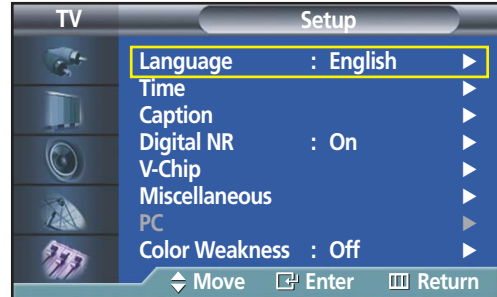 TV Setup
Language : English
Time
Caption
Digital NR : On
V-Chip
Miscellaneous
PC
Color Weakness : Off
Move Enter Return